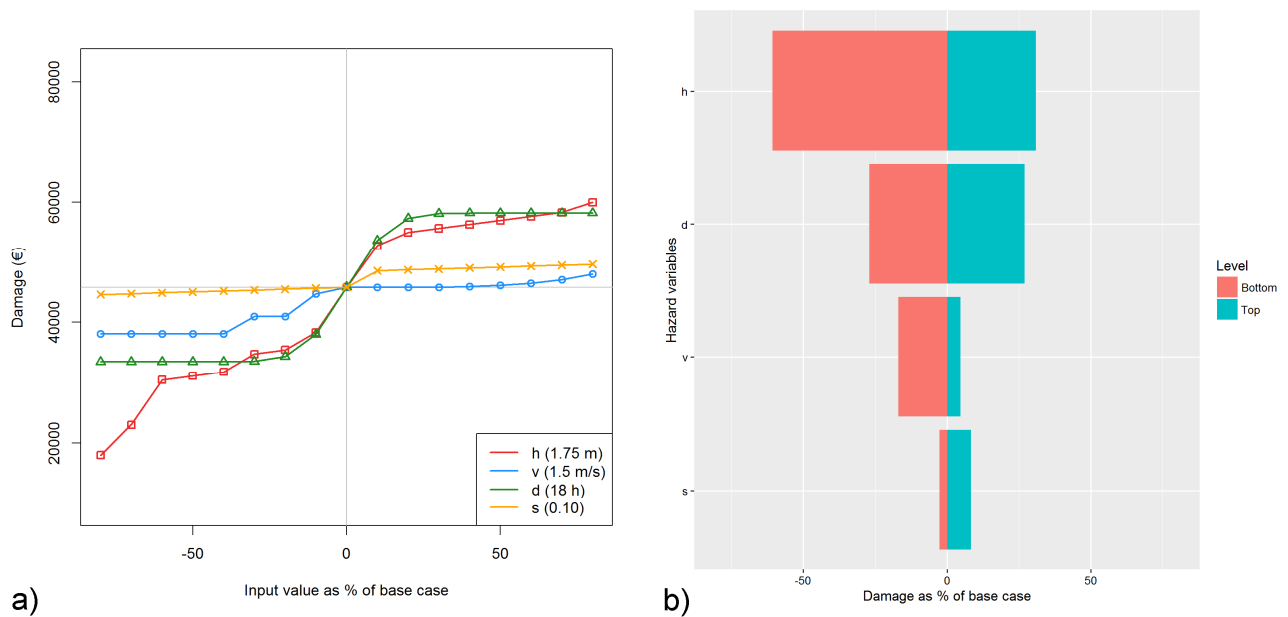 80000
60000
40000
20000
Damage (€)
h (1.75 m)
v (1.5 m/s)
d (18 h)
s (0.10)
-50
0
50
Input value as % of base case
a)
h
d
v
s
Hazard variables
-50
0
50
Damage as % of base case
b)
Level
Bottom
Top